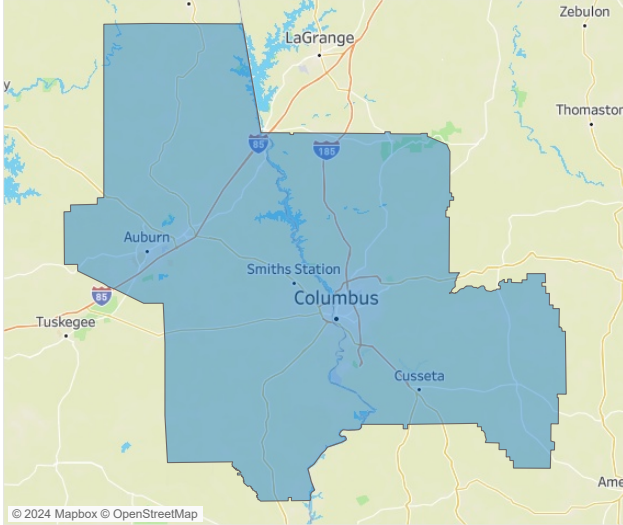 Zebulon
LaGrange
y
Thomaston
85
185
Auburn
Smiths Station
Columbus
85
Tuskegee
Cusseta
Ame
© 2024 Mapbox © OpenStreetMap